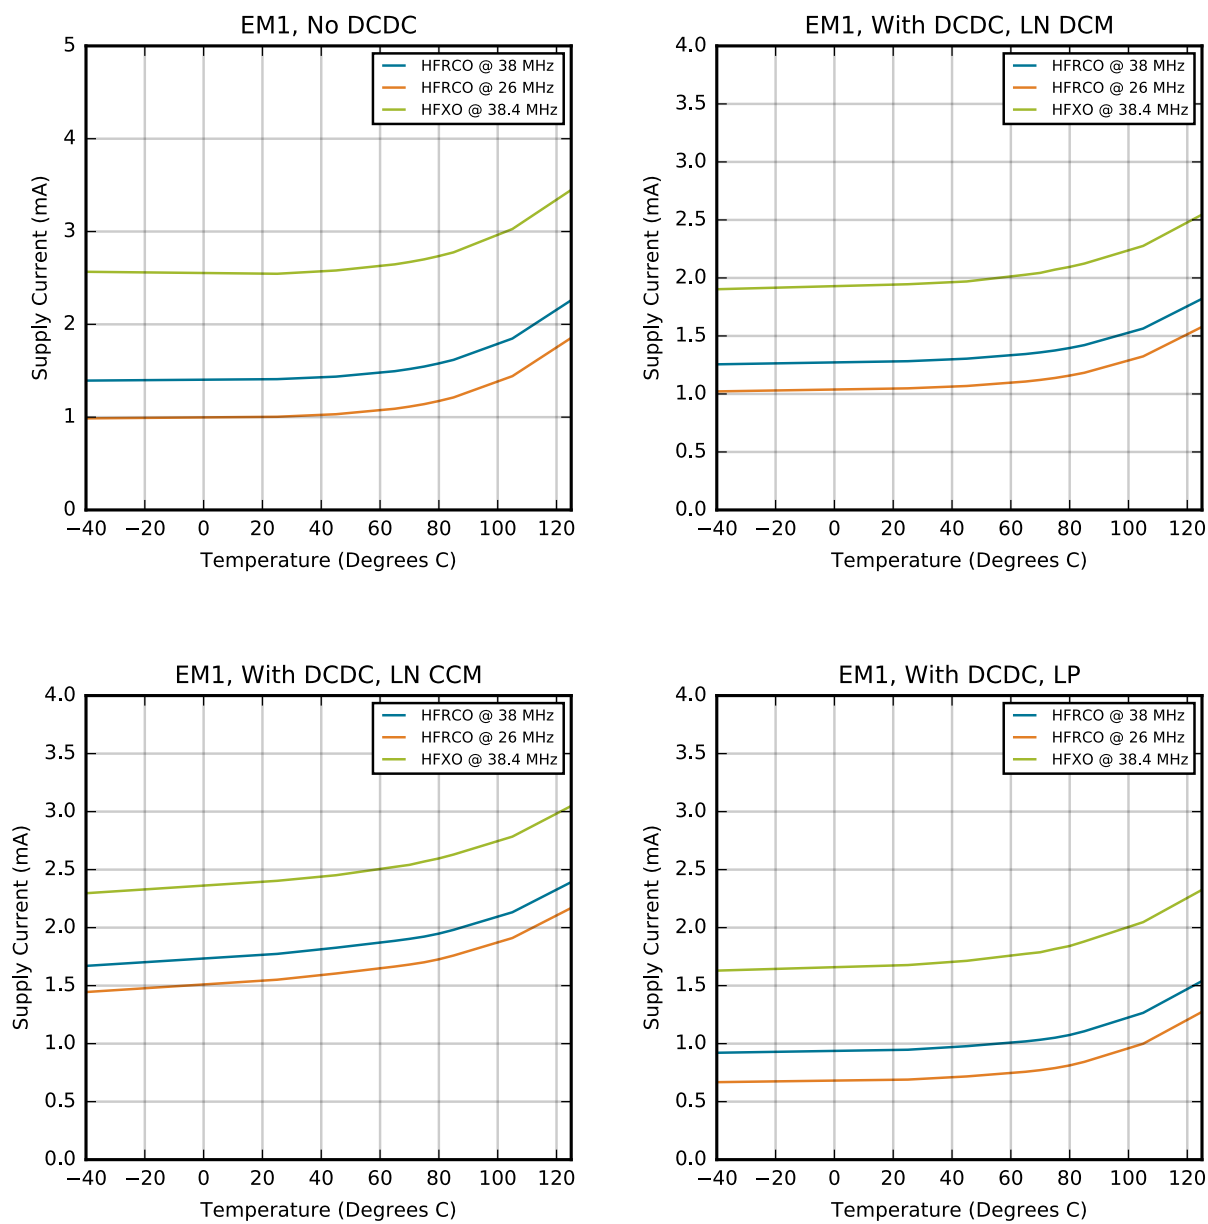 EM1, No DCDC
HFRCO @ 38 MHz
HFRCO @ 26 MHz
HFXO @ 38.4 MHz
5
4
3
2
1
0
Supply Current (mA)
−40 −20 0 20 40 60 80 100 120
Temperature (Degrees C)
EM1, With DCDC, LN DCM
HFRCO @ 38 MHz
HFRCO @ 26 MHz
HFXO @ 38.4 MHz
4.0
3.5
3.0
2.5
2.0
1.5
1.0
0.5
0.0
Supply Current (mA)
−40 −20 0 20 40 60 80 100 120
Temperature (Degrees C)
EM1, With DCDC, LN CCM
HFRCO @ 38 MHz
HFRCO @ 26 MHz
HFXO @ 38.4 MHz
4.0
3.5
3.0
2.5
2.0
1.5
1.0
0.5
0.0
Supply Current (mA)
−40 −20 0 20 40 60 80 100 120
Temperature (Degrees C)
EM1, With DCDC, LP
HFRCO @ 38 MHz
HFRCO @ 26 MHz
HFXO @ 38.4 MHz
4.0
3.5
3.0
2.5
2.0
1.5
1.0
0.5
0.0
Supply Current (mA)
−40 −20 0 20 40 60 80 100 120
Temperature (Degrees C)